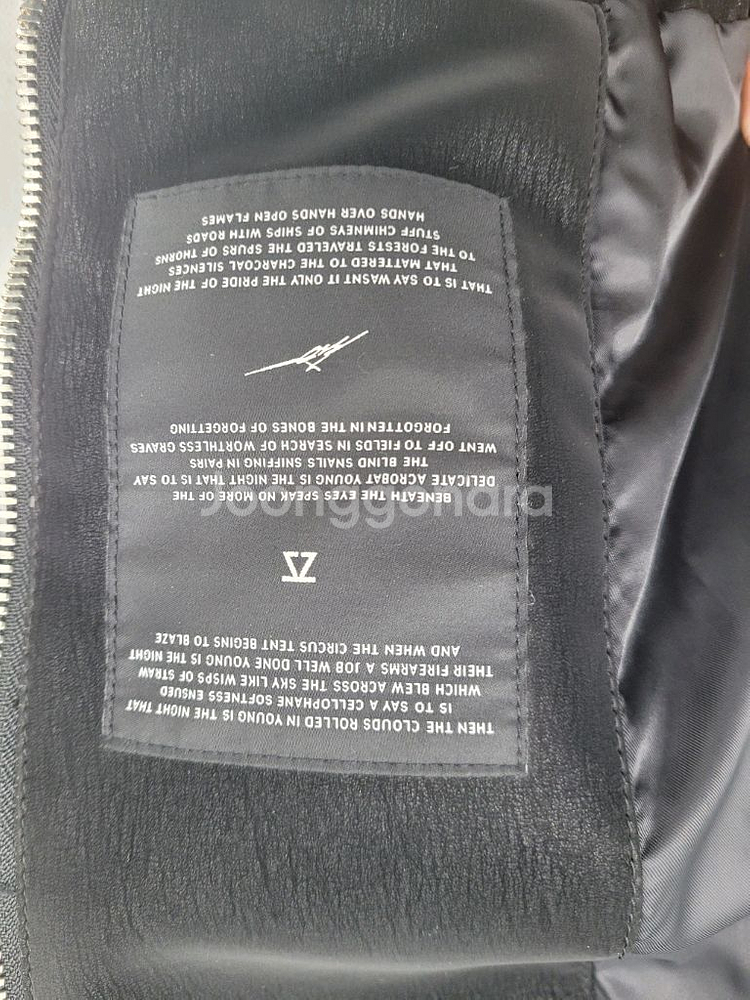 THEN THE CLOUDS ROLLED IN YOUNG IS THE NIGHT THAT
IS TO SAY A CELLOPHANE SOFTNESS ENSUED
WHICH BLEW ACROSS THE SKY LIKE WISPS OF STRAW
THEIR FIREARMS A JOB WELL DONE YOUNG IS THE NIGHT
AND WHEN THE CIRCUS TENT BEGINS TO BLAZE
BENEATH THE EYES SPEAK NO MORE OF THE
DELICATE ACROBAT YOUNG IS THE NIGHT THAT IS TO SAY
THE BLIND SNAILS SNIFFING IN PAIRS
WENT OFF TO FIELDS IN SEARCH OF WORTHLESS GRAVES
FORGOTTEN IN THE BONES OF FORGETTING
THAT IS TO SAY WASNT IT ONLY THE PRIDE OF THE NIGHT
THAT MATTERED TO THE CHARCOAL SILENCES
TO THE FORESTS TRAVELED THE SPURS OF THORNS
STUFF CHIMNEYS OF SHIPS WITH ROADS
HANDS OVER HANDS OPEN FLAMES
Joonggonara